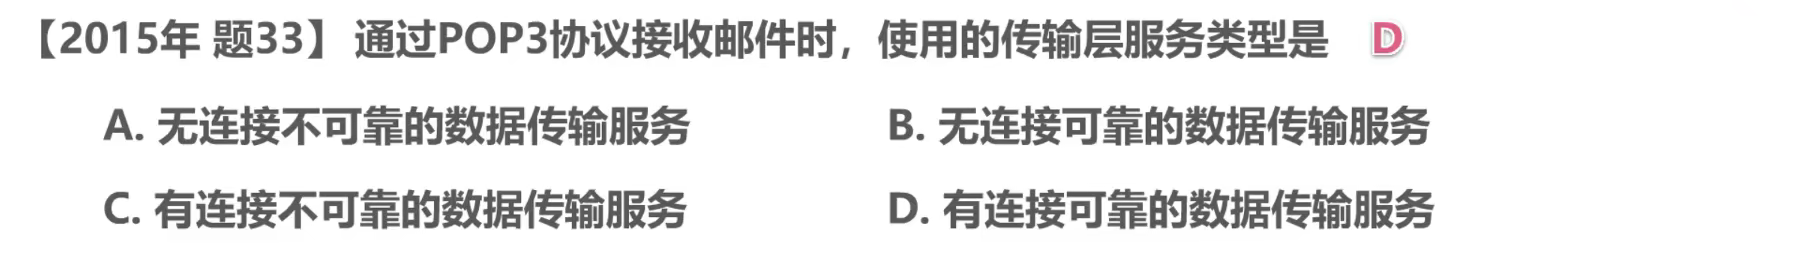 【2015年 题33】 通过POP3协议接收邮件时，使用的传输层服务类型是 D
A. 无连接不可靠的数据传输服务 B. 无连接可靠的数据传输服务
C. 有连接不可靠的数据传输服务 D. 有连接可靠的数据传输服务